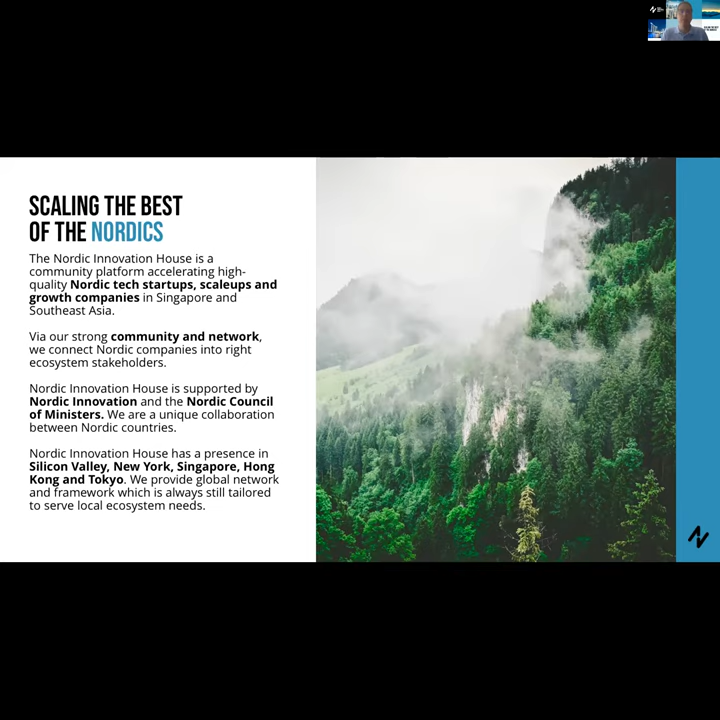 SCALING THE BEST
OF THE NORDICS
The Nordic Innovation House is a
community platform accelerating high-
quality Nordic tech startups, scaleups and
growth companies in Singapore and
Southeast Asia.
Via our strong community and network,
we connect Nordic companies into right
ecosystem stakeholders.
Nordic Innovation House is supported by
Nordic Innovation and the Nordic Council
of Ministers. We are a unique collaboration
between Nordic countries.
Nordic Innovation House has a presence in
Silicon Valley, New York, Singapore, Hong
Kong and Tokyo. We provide global network
and framework which is always still tailored
to serve local ecosystem needs.